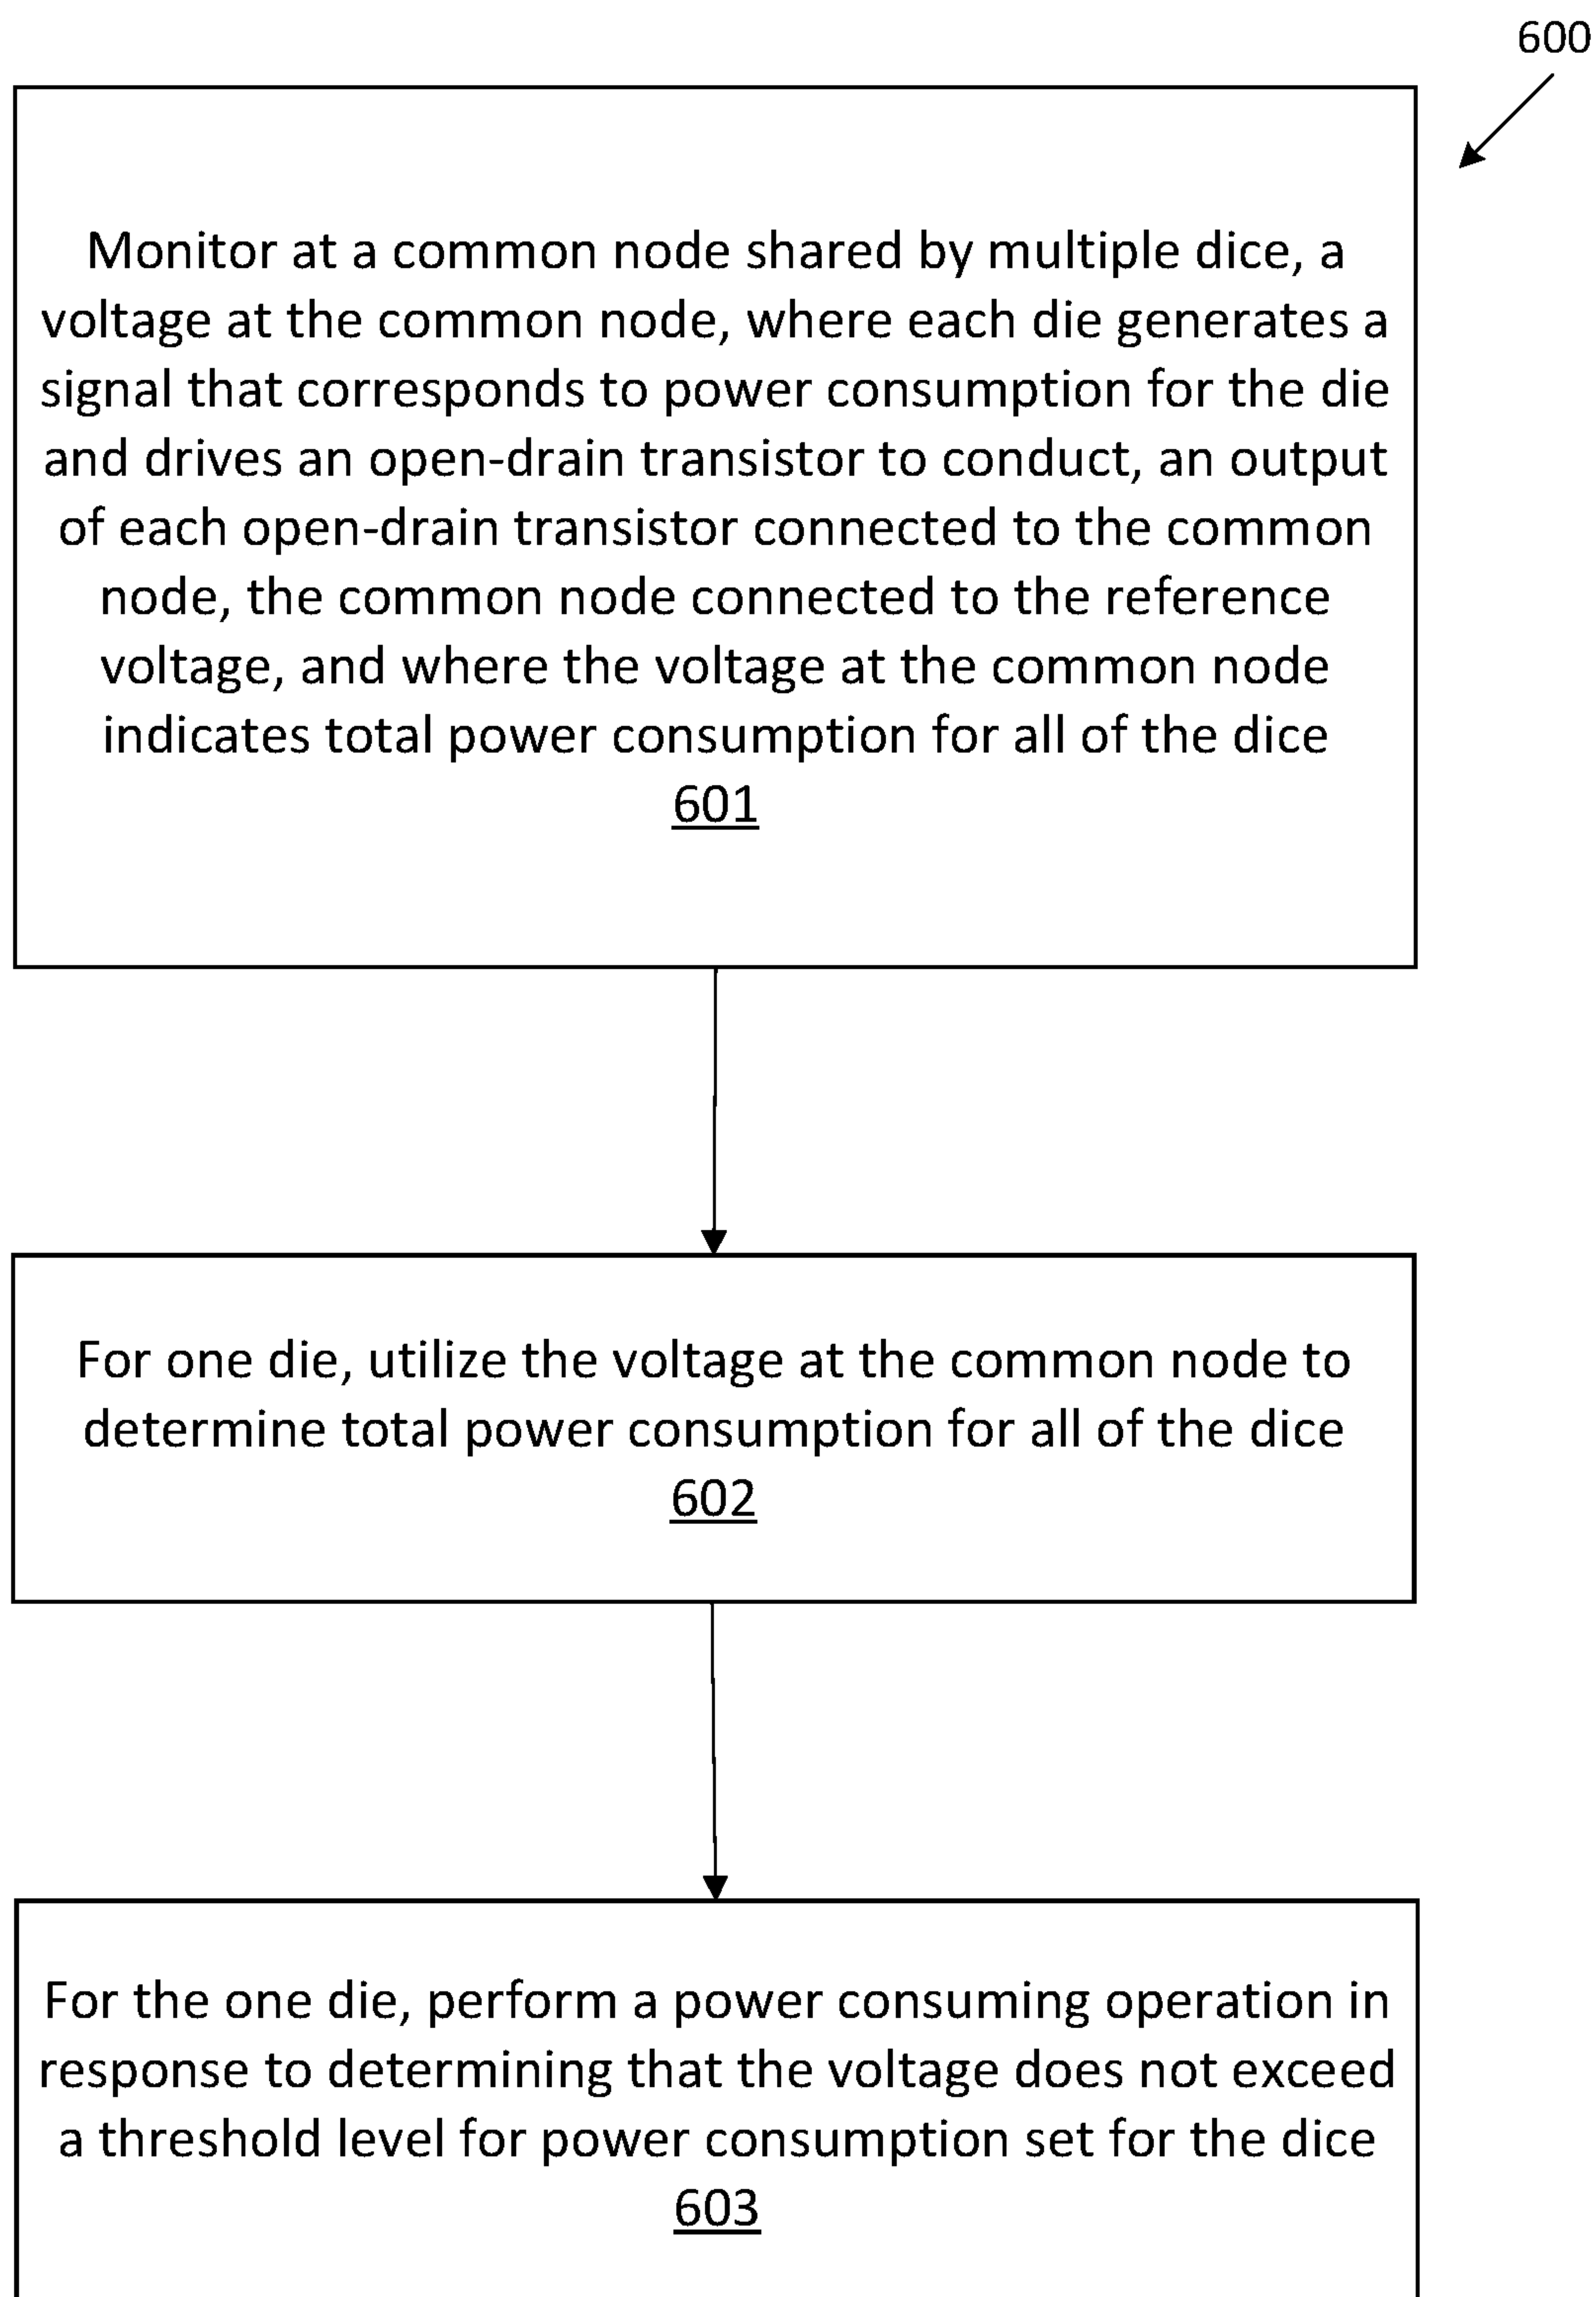 600
Monitor at a common node shared by multiple dice, a
voltage at the common node, where each die generates a
signal that corresponds to power consumption for the die
and drives an open-drain transistor to conduct, an output
of each open-drain transistor connected to the common
node, the common node connected to the reference
voltage, and where the voltage at the common node
indicates total power consumption for all of the dice
601
For one die, utilize the voltage at the common node to
determine total power consumption for all of the dice
602
For the one die, perform a power consuming operation in
response to determining that the voltage does not exceed
a threshold level for power consumption set for the dice
603